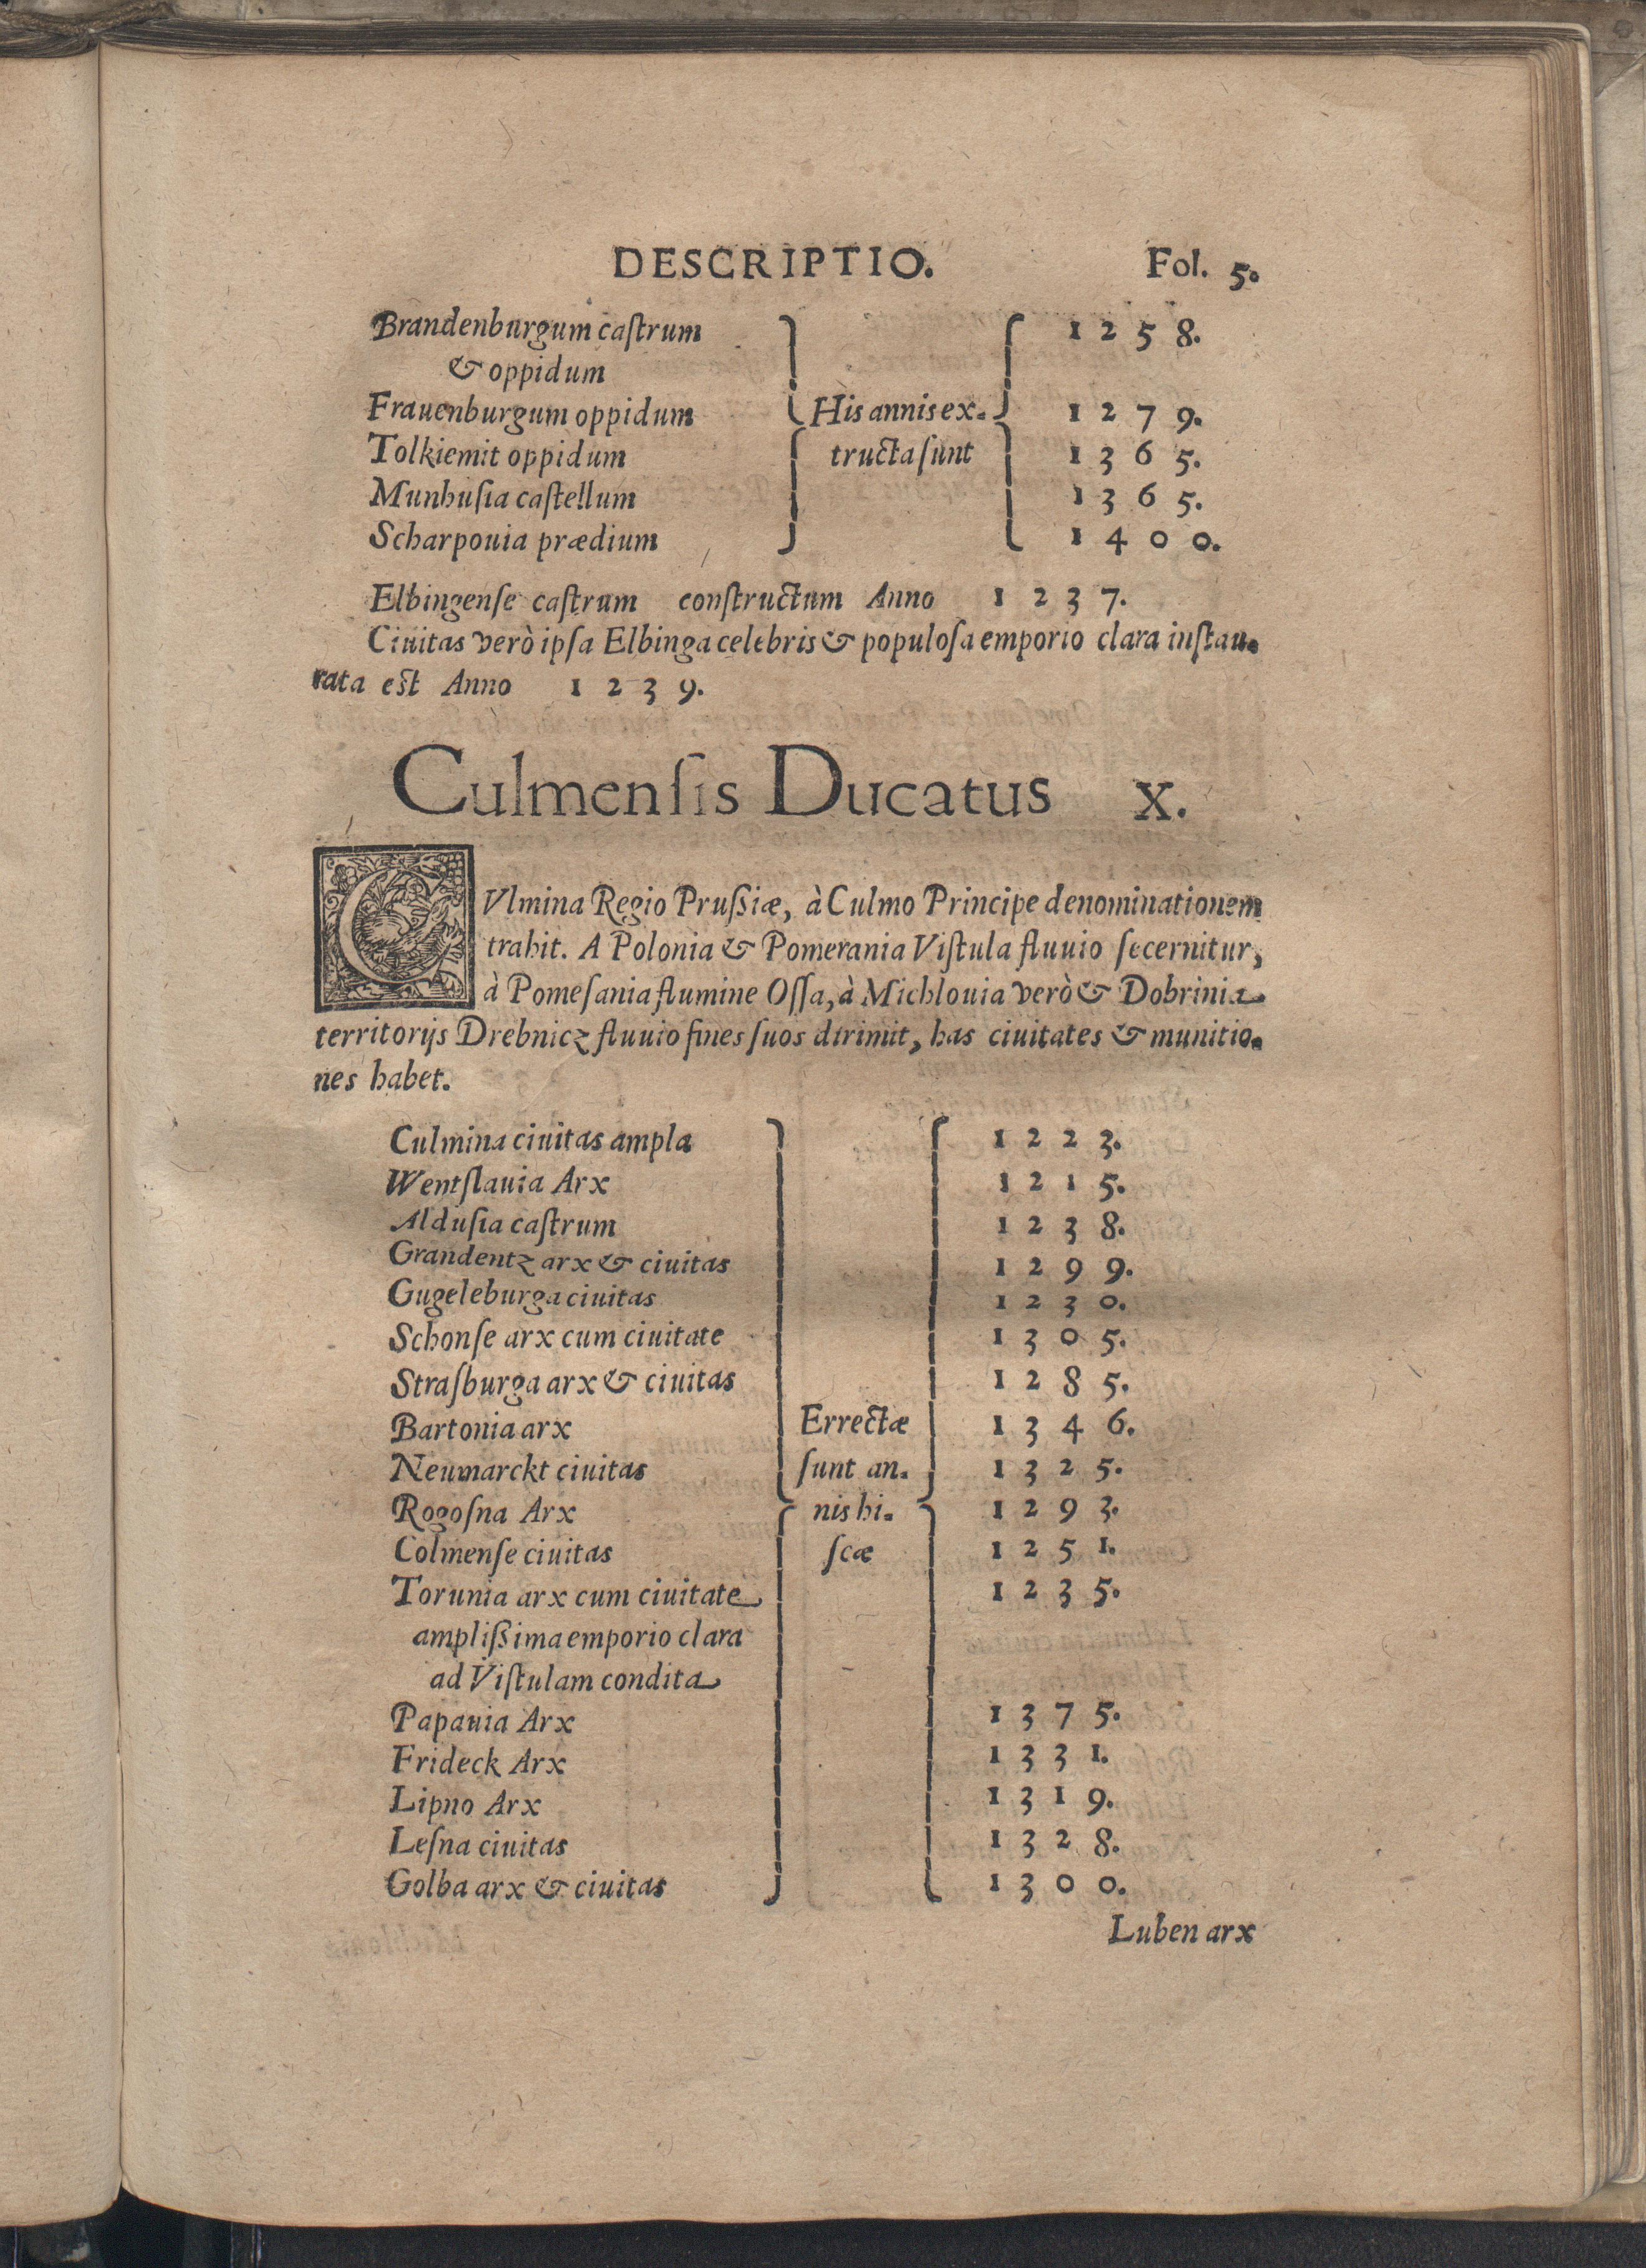 DESCRIPTIO. Fol. 5.
Brandenburgum caſtrum 1258.
& oppidum
Frauenburgum oppidum His annis ex- 1279.
Tolkiemit oppidum tructa ſunt 1365.
Munhuſia caſtellum 1365.
Scharpouia prædium 1400.
Elbingenſe caſtrum conſtructum Anno 1237.
Ciuitas verò ipſa Elbinga celebris & populoſa emporio clara inſtau-
rata eſt Anno 1239.
Culmenſis Ducatus X.
CVlmina Regio Prußiæ, à Culmo Principe denominationem
trahit. A Polonia & Pomerania Viſtula fluuio ſecernitur,
à Pomeſania flumine Oſſa, à Michlouia verò & Dobrinia
territorijs Drebnicz fluuio fines ſuos dirimit, has ciuitates & munitio-
nes habet.
Culmina ciuitas ampla 1223.
Wentſlauia Arx 1215.
Alduſia caſtrum 1238.
Grandentz arx & ciuitas 1299.
Gugeleburga ciuitas 1230.
Schonſe arx cum ciuitate 1305.
Straſburga arx & ciuitas 1285.
Bartonia arx Errectæ 1346.
Neumarckt ciuitas ſunt an- 1325.
Rogoſna Arx nis hi- 1293.
Colmenſe ciuitas ſcæ 1251.
Torunia arx cum ciuitate 1235.
amplißima emporio clara
ad Viſtulam condita
Papauia Arx 1375.
Frideck Arx 1331.
Lipno Arx 1319.
Leſna ciuitas 1328.
Golba arx & ciuitas 1300.
Luben arx